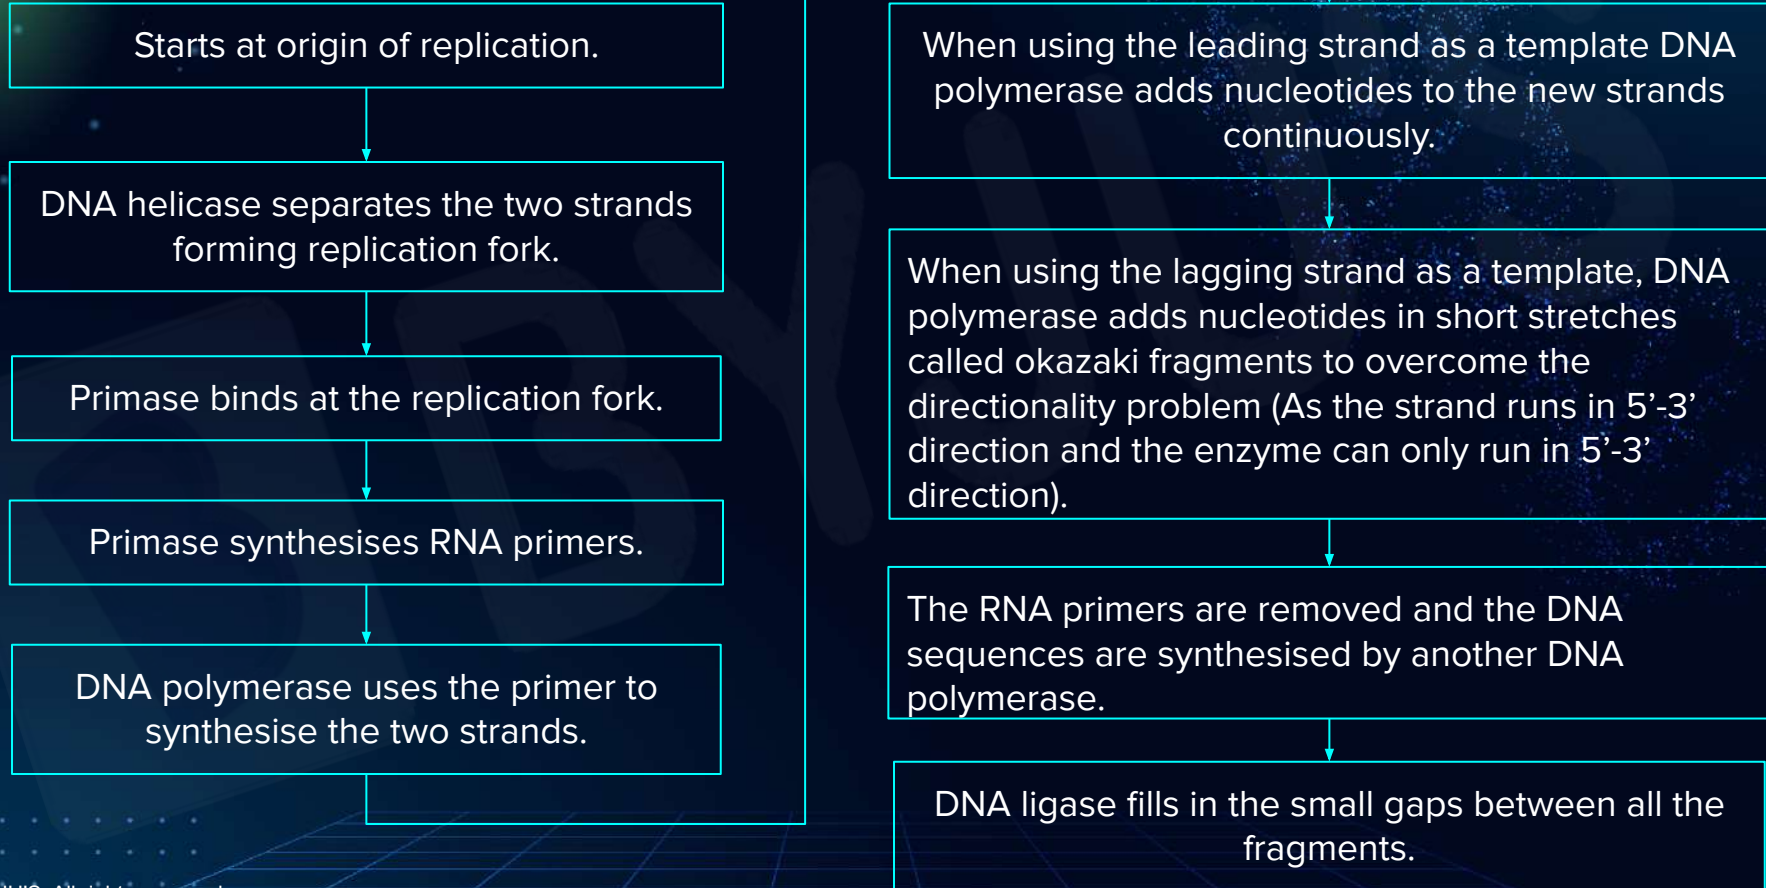 Starts at origin of replication.
DNA helicase separates the two strands
forming replication fork.
Primase binds at the replication fork.
Primase synthesises RNA primers.
DNA polymerase uses the primer to
synthesise the two strands.
When using the leading strand as a template DNA
polymerase adds nucleotides to the new strands
continuously.
When using the lagging strand as a template, DNA
polymerase adds nucleotides in short stretches
called okazaki fragments to overcome the
directionality problem (As the strand runs in 5’-3’
direction and the enzyme can only run in 5’-3’
direction).
The RNA primers are removed and the DNA
sequences are synthesised by another DNA
polymerase.
DNA ligase fills in the small gaps between all the
fragments.
BYJU'S